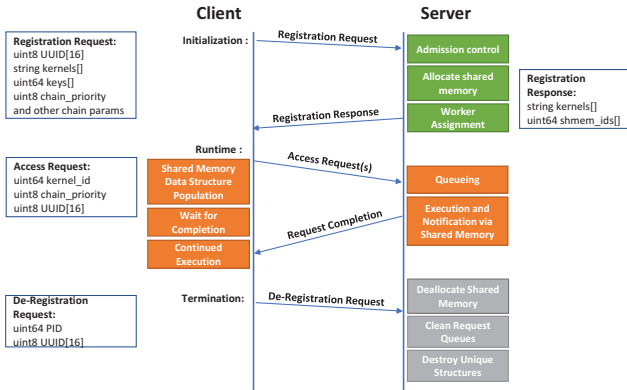 Client
Server
Registration Request:
uint8 UUID[16]
string kernels[]
uint64 keys[]
uint8 chain_priority
and other chain params
Initialization :
Registration Request
Admission control
Allocate shared
memory
Worker
Assignment
Registration
Response:
string kernels[]
uint64 shmem_ids[]
Registration Response
Runtime :
Access Request(s)
Access Request:
uint64 kernel_id
uint8 chain_priority
uint8 UUID[16]
Shared Memory
Data Structure
Population
Wait for
Completion
Continued
Execution
Queueing
Execution and
Notification via
Shared Memory
Request Completion
De-Registration
Request:
uint64 PID
uint8 UUID[16]
Termination:
De-Registration Request
Deallocate Shared
Memory
Clean Request
Queues
Destroy Unique
Structures